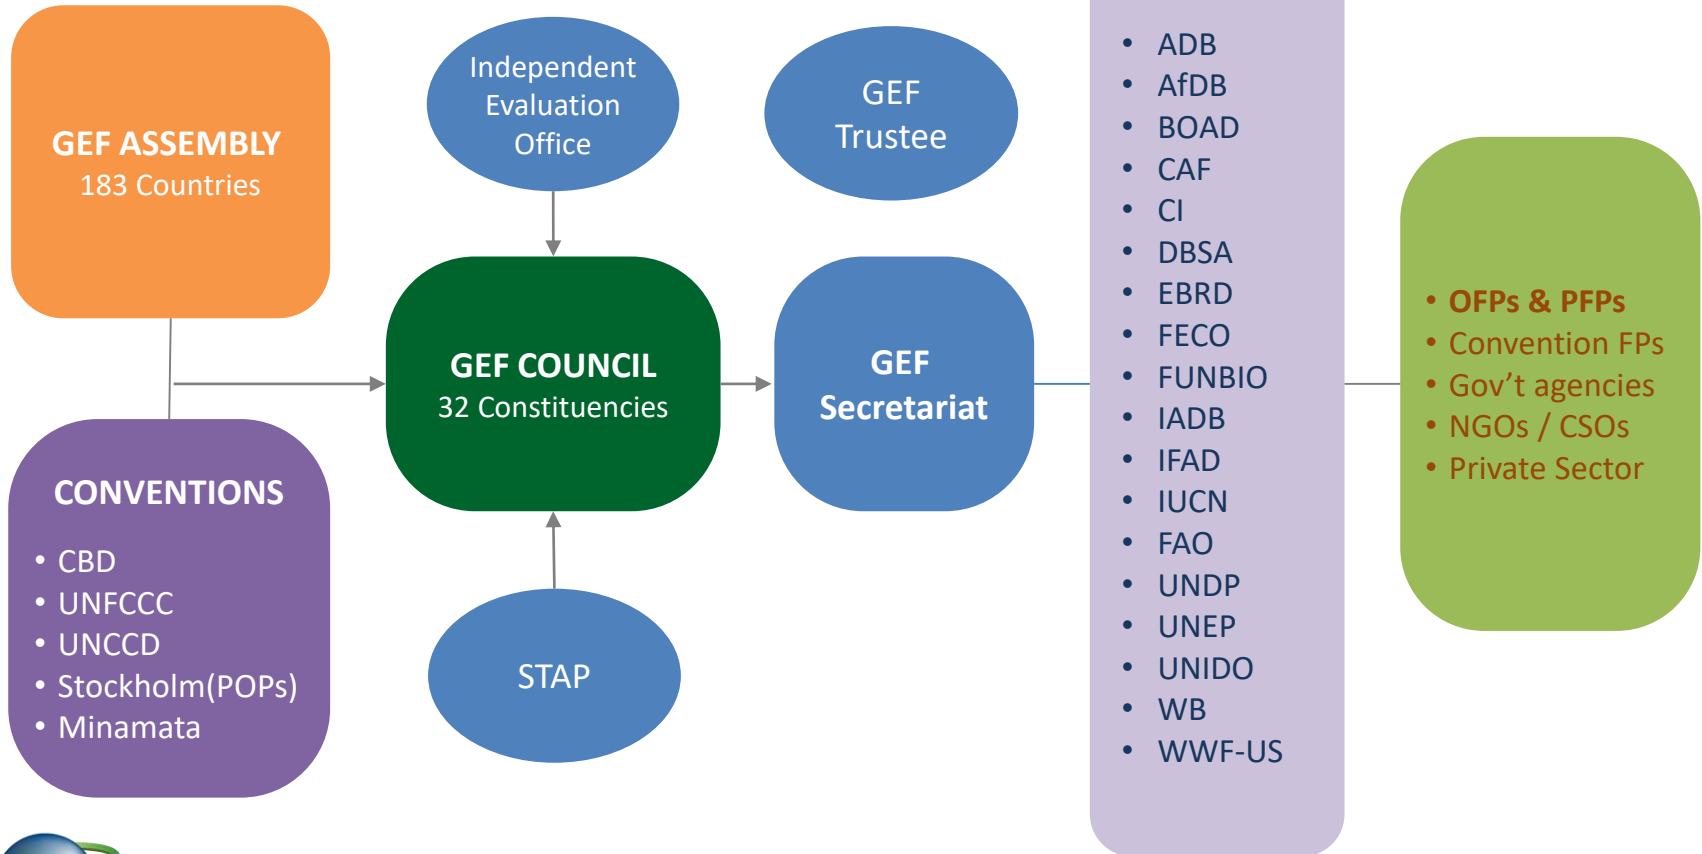 GEF ASSEMBLY
183 Countries
CONVENTIONS
• CBD
• UNFCCC
• UNCCD
• Stockholm(POPs)
• Minamata
Independent
Evaluation
Office
GEF COUNCIL
32 Constituencies
STAP
GEF
Trustee
GEF
Secretariat
• ADB
• AfDB
• BOAD
• CAF
• CI
• DBSA
• EBRD
• FECO
• FUNBIO
• IADB
• IFAD
• IUCN
• FAO
• UNDP
• UNEP
• UNIDO
• WB
• WWF-US
• OFPs & PFPs
• Convention FPs
• Gov't agencies
• NGOs / CSOs
• Private Sector